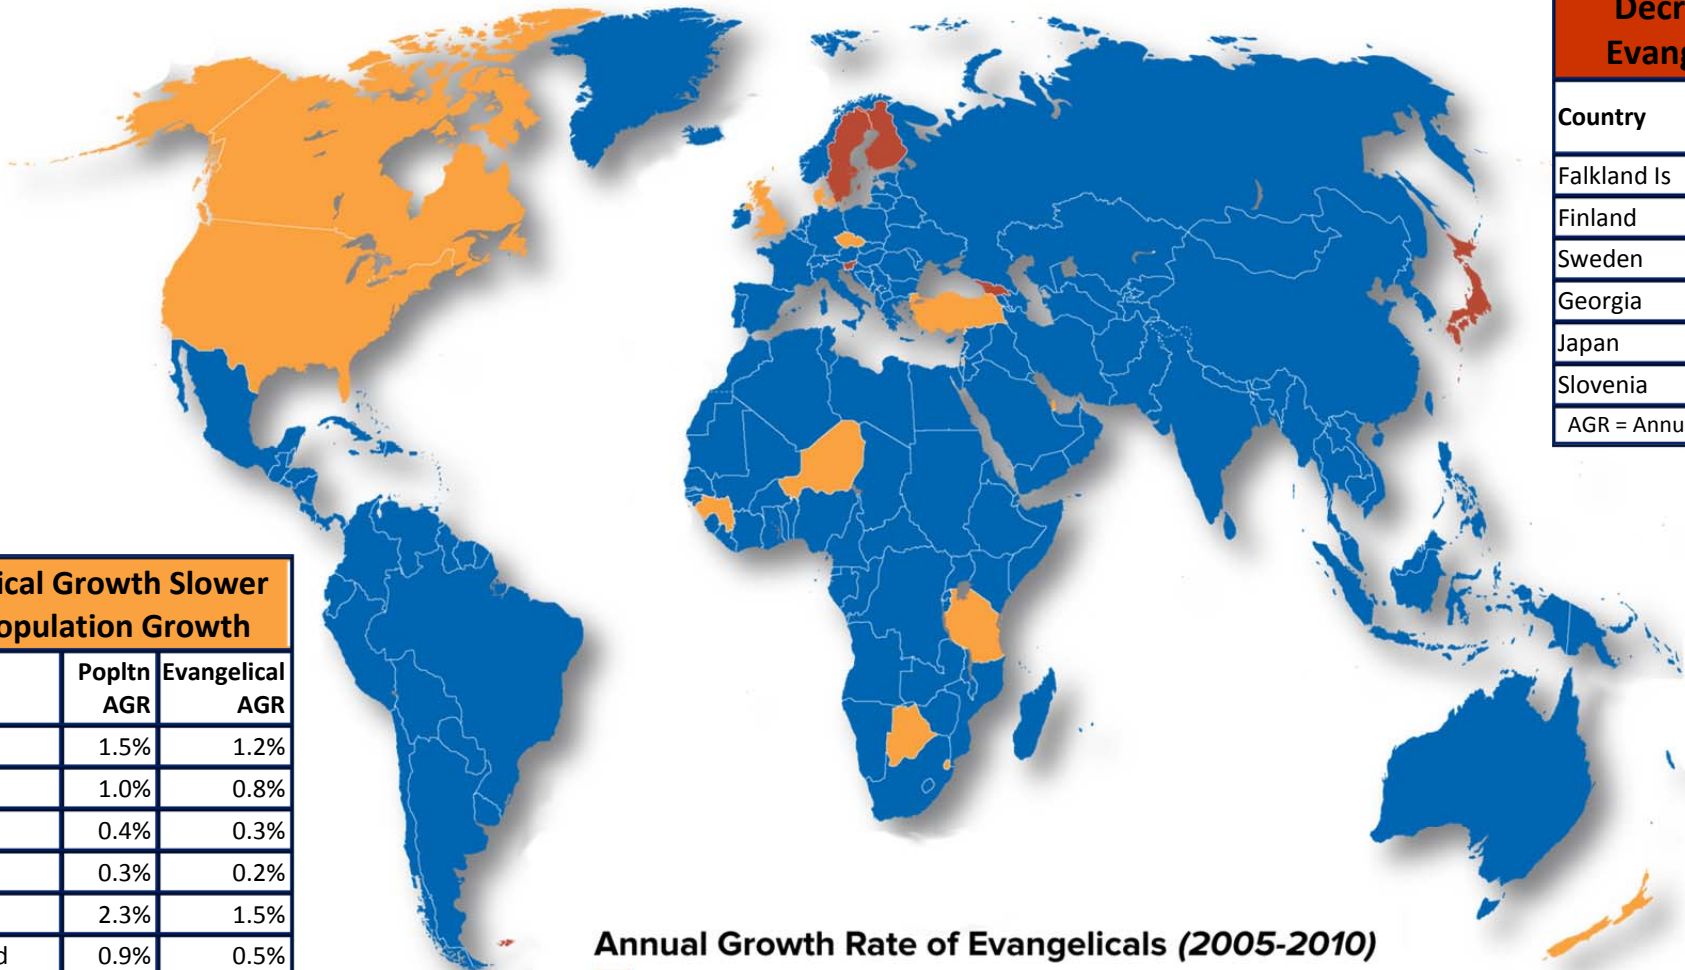 Decr
Evang
Country
Falkland Is
Finland
Sweden
Georgia
Japan
Slovenia
AGR = Annu
ical Growth Slower
opulation Growth
Popltn Evangelical
AGR AGR
1.5% 1.2%
1.0% 0.8%
0.4% 0.3%
0.3% 0.2%
2.3% 1.5%
d 0.9% 0.5%
Annual Growth Rate of Evangelicals (2005-2010)